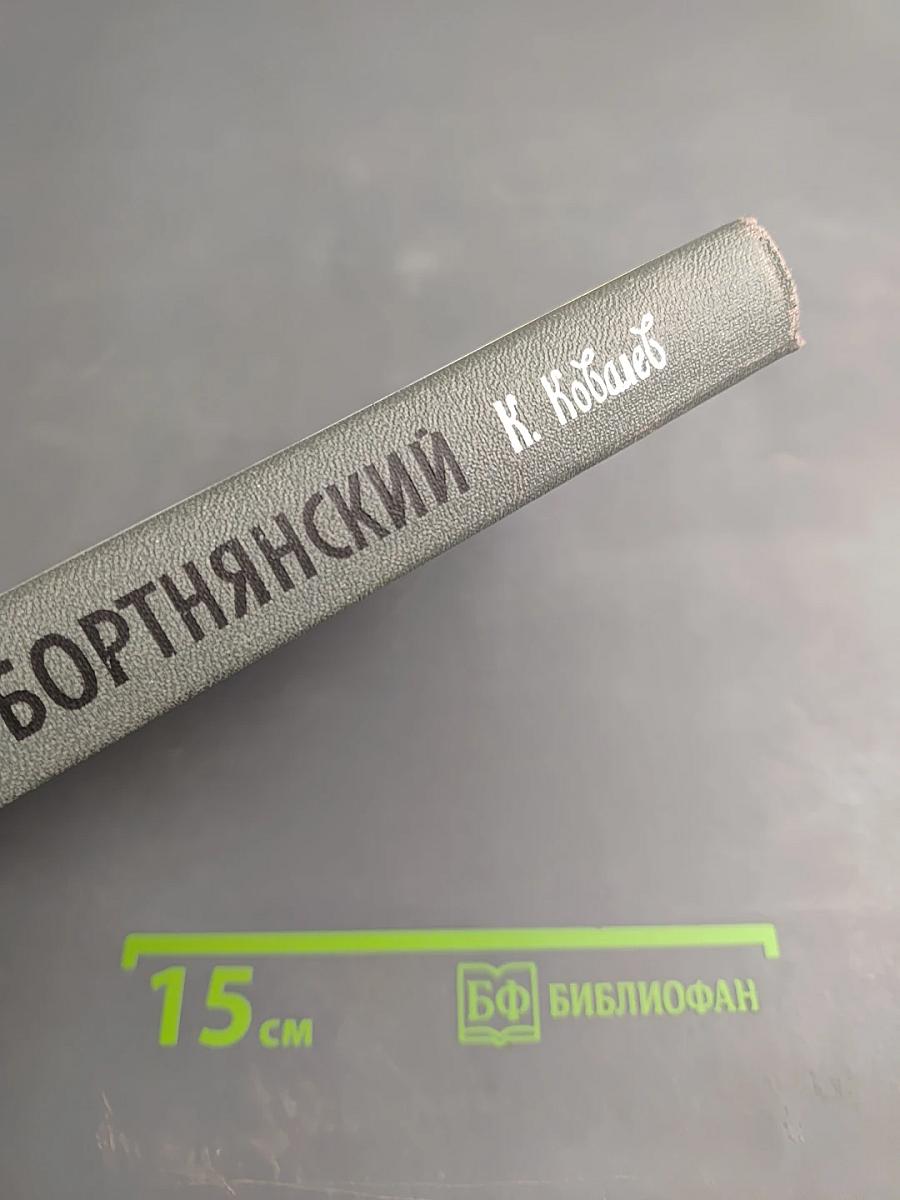 БОРТНЯНСКИЙ К. Ковалев
15 см
БФ БИБЛИОФАН